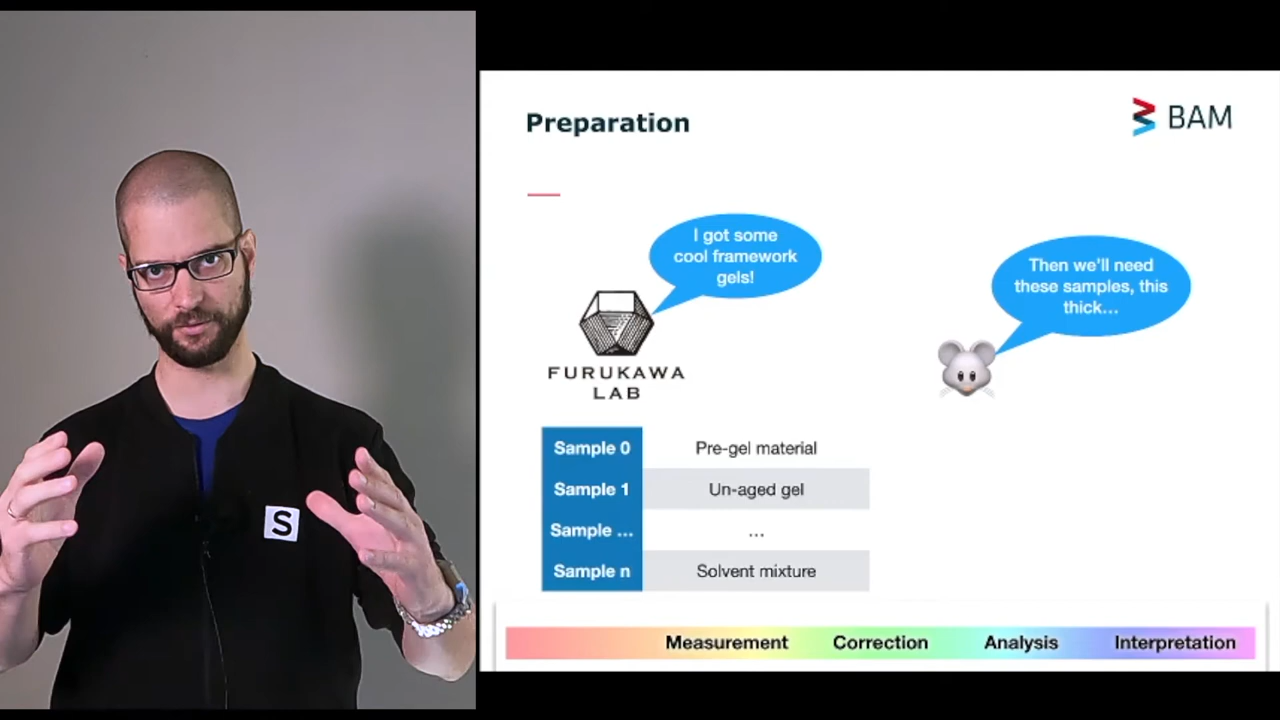 S
Preparation
BAM
I got some
cool framework
gels!
Then we'll need
these samples, this
thick...
FURUKAWA
LAB
Sample 0 Pre-gel material
Sample 1 Un-aged gel
Sample ... ...
Sample n Solvent mixture
Measurement Correction Analysis Interpretation